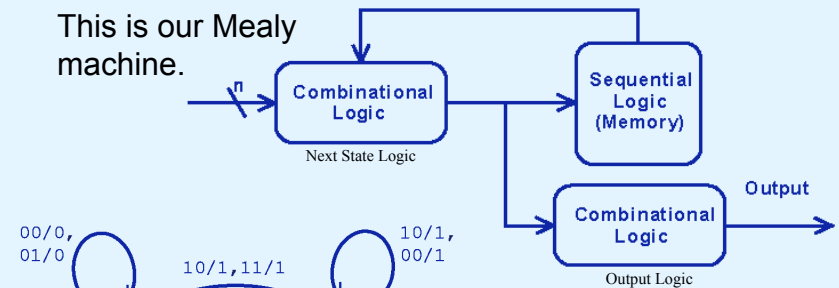 This is our Mealy
machine.
n
Combinational
Logic
Next State Logic
Sequential
Logic
(Memory)
Combinational
Logic
Output Logic
Output
00/0,
01/0
10/1,11/1
10/1,
00/1